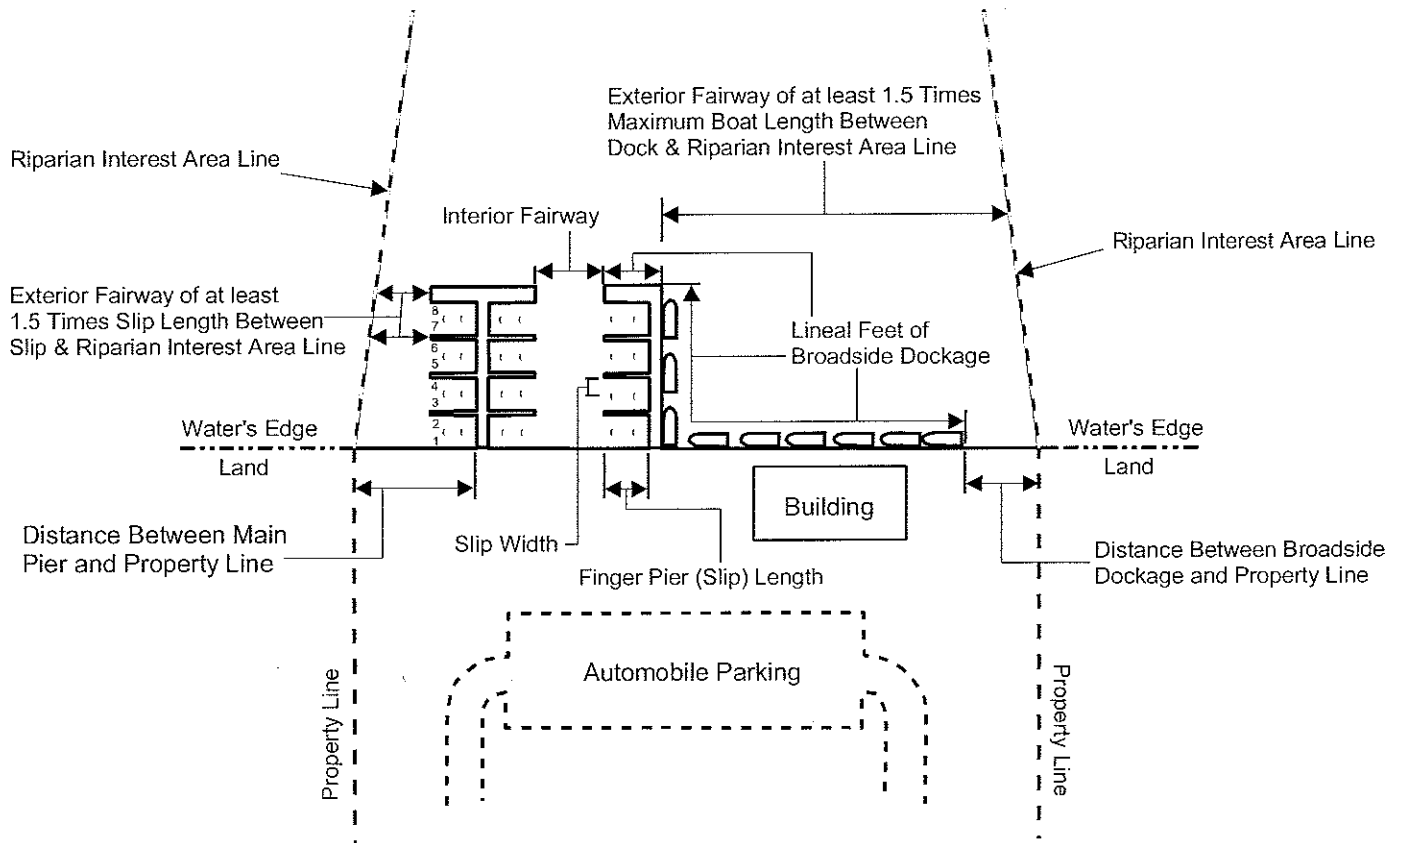 Exterior Fairway of at least 1.5 Times
Maximum Boat Length Between
Dock & Riparian Interest Area Line
Riparian Interest Area Line
Interior Fairway
Riparian Interest Area Line
Exterior Fairway of at least
1.5 Times Slip Length Between
Slip & Riparian Interest Area Line
8
7
6
5
4
3
2
1
Lineal Feet of
Broadside Dockage
Water's Edge
Land
Water's Edge
Land
Building
Distance Between Main
Pier and Property Line
Slip Width
Finger Pier (Slip) Length
Distance Between Broadside
Dockage and Property Line
Automobile Parking
Property Line
Property Line